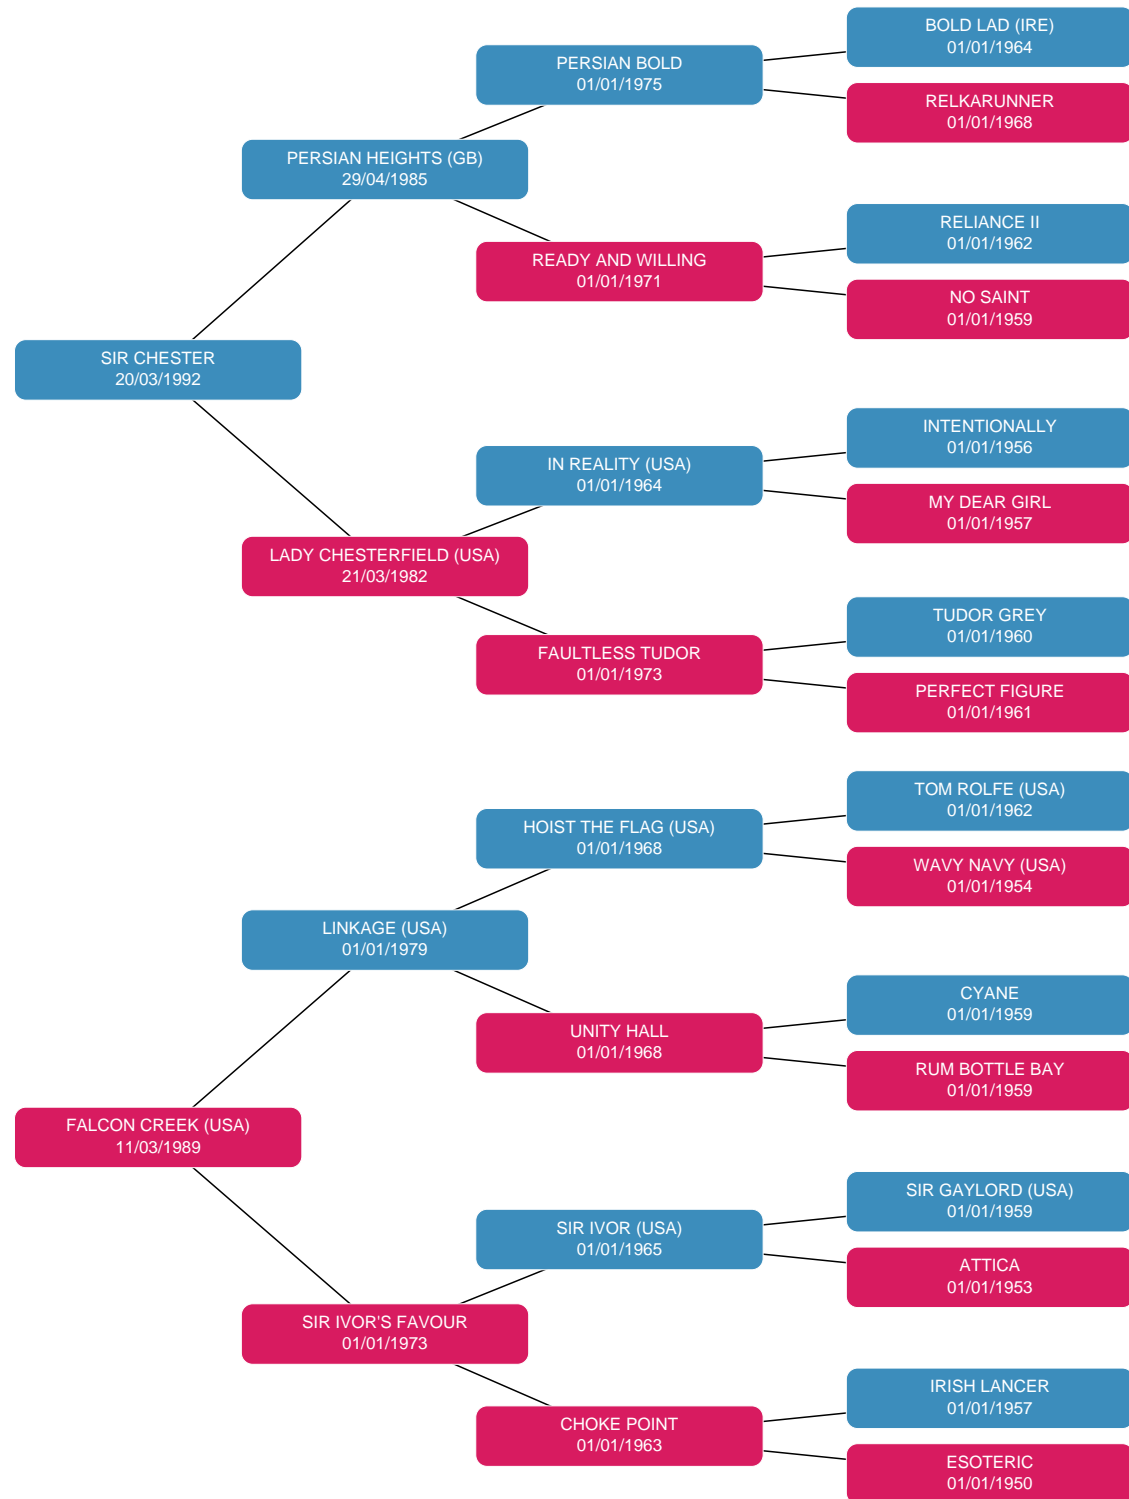 BOLD LAD (IRE)
01/01/1964
PERSIAN BOLD
01/01/1975
RELKARUNNER
01/01/1968
PERSIAN HEIGHTS (GB)
29/04/1985
RELIANCE II
01/01/1962
READY AND WILLING
01/01/1971
NO SAINT
01/01/1959
SIR CHESTER
20/03/1992
INTENTIONALLY
01/01/1956
IN REALITY (USA)
01/01/1964
MY DEAR GIRL
01/01/1957
LADY CHESTERFIELD (USA)
21/03/1982
TUDOR GREY
01/01/1960
FAULTLESS TUDOR
01/01/1973
PERFECT FIGURE
01/01/1961
TOM ROLFE (USA)
01/01/1962
HOIST THE FLAG (USA)
01/01/1968
WAVY NAVY (USA)
01/01/1954
LINKAGE (USA)
01/01/1979
CYANE
01/01/1959
UNITY HALL
01/01/1968
RUM BOTTLE BAY
01/01/1959
FALCON CREEK (USA)
11/03/1989
SIR GAYLORD (USA)
01/01/1959
SIR IVOR (USA)
01/01/1965
ATTICA
01/01/1953
SIR IVOR'S FAVOUR
01/01/1973
IRISH LANCER
01/01/1957
CHOKE POINT
01/01/1963
ESOTERIC
01/01/1950